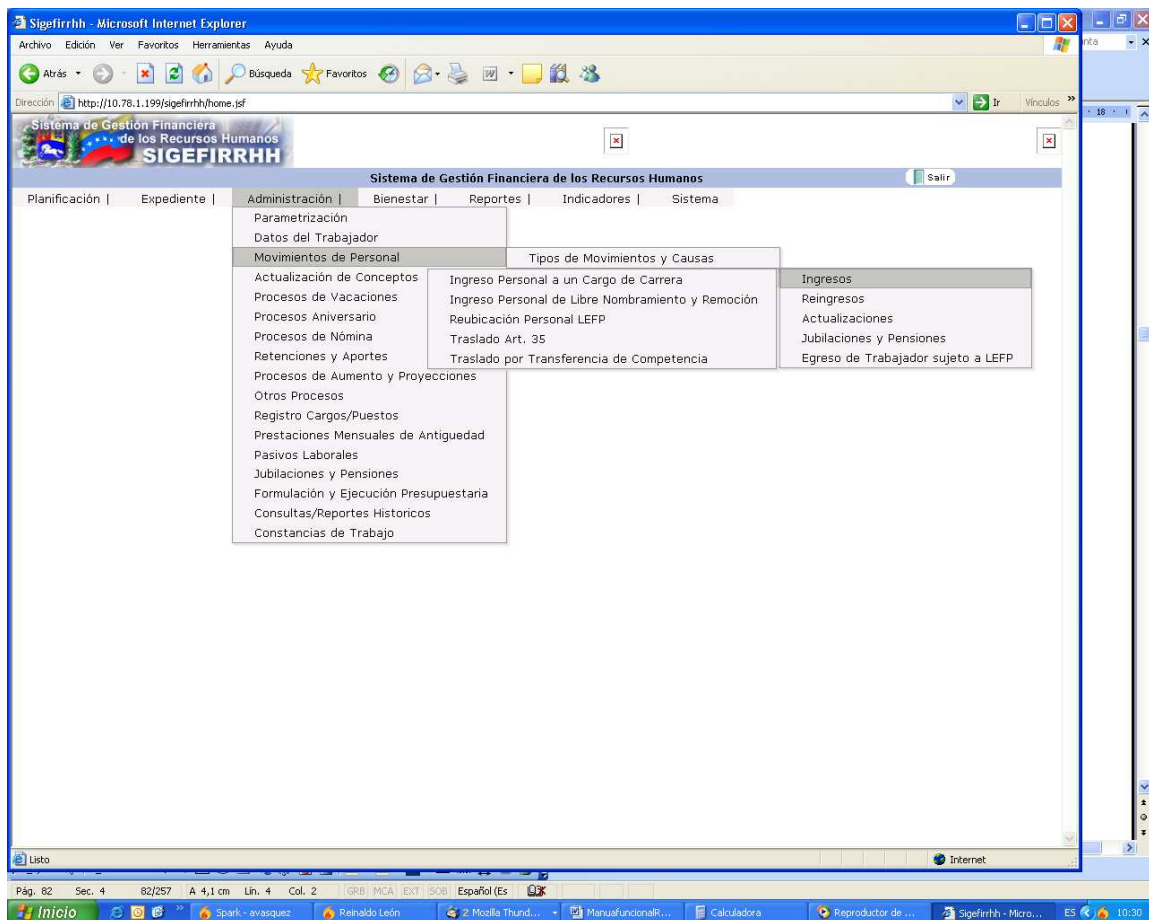 Sigefirrhh - Microsoft Internet Explorer
Archivo Edición Ver Favoritos Herramientas Ayuda
Atrás Búsqueda Favoritos
Dirección http://10.78.1.199/sigefirrhh/home.jsf Ir Vínculos »
Sistema de Gestión Financiera
de los Recursos Humanos
SIGEFIRRHH
Sistema de Gestión Financiera de los Recursos Humanos Salir
Planificación | Expediente | Administración | Bienestar | Reportes | Indicadores | Sistema
Parametrización
Datos del Trabajador
Movimientos de Personal
Actualización de Conceptos
Procesos de Vacaciones
Procesos Aniversario
Procesos de Nómina
Retenciones y Aportes
Procesos de Aumento y Proyecciones
Otros Procesos
Registro Cargos/Puestos
Prestaciones Mensuales de Antiguedad
Pasivos Laborales
Jubilaciones y Pensiones
Formulación y Ejecución Presupuestaria
Consultas/Reportes Historicos
Constancias de Trabajo
Tipos de Movimientos y Causas
Ingreso Personal a un Cargo de Carrera
Ingreso Personal de Libre Nombramiento y Remoción
Reubicación Personal LEFP
Traslado Art. 35
Traslado por Transferencia de Competencia
Ingresos
Reingresos
Actualizaciones
Jubilaciones y Pensiones
Egreso de Trabajador sujeto a LEFP
18
Listo Internet
Pág. 82 Sec. 4 82/257 A 4,1 cm Lín. 4 Col. 2 GRB MCA EXT SOB Español (Es
Inicio » Spark - avasquez Reinaldo León 2 Mozilla Thund... ManuafuncionalR... Calculadora Reproductor de ... Sigefirrhh - Micro... ES 10:30